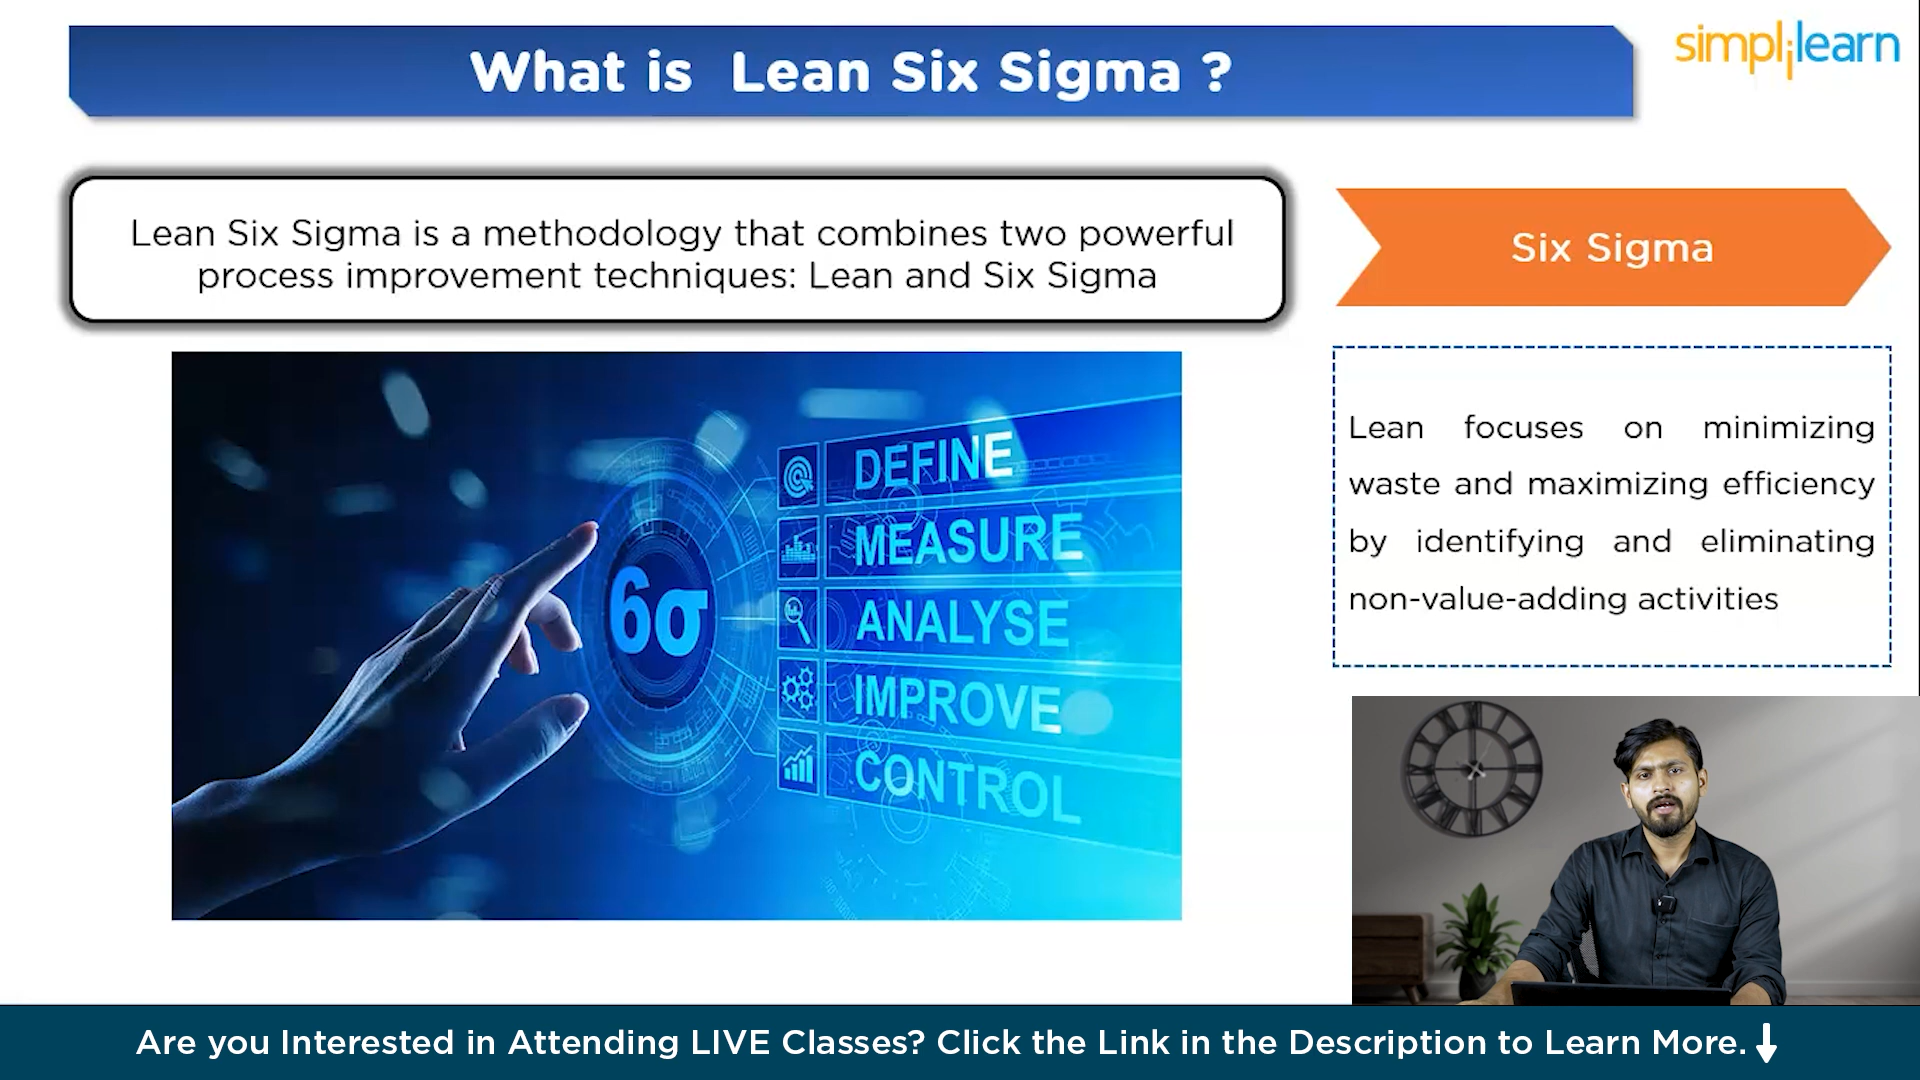 What is Lean Six Sigma ?
simplilearn
Lean Six Sigma is a methodology that combines two powerful
process improvement techniques: Lean and Six Sigma
Six Sigma
Lean focuses on minimizing
waste and maximizing efficiency
by identifying and eliminating
non-value-adding activities
6σ
DEFINE
MEASURE
ANALYSE
IMPROVE
CONTROL
Are you Interested in Attending LIVE Classes? Click the Link in the Description to Learn More.